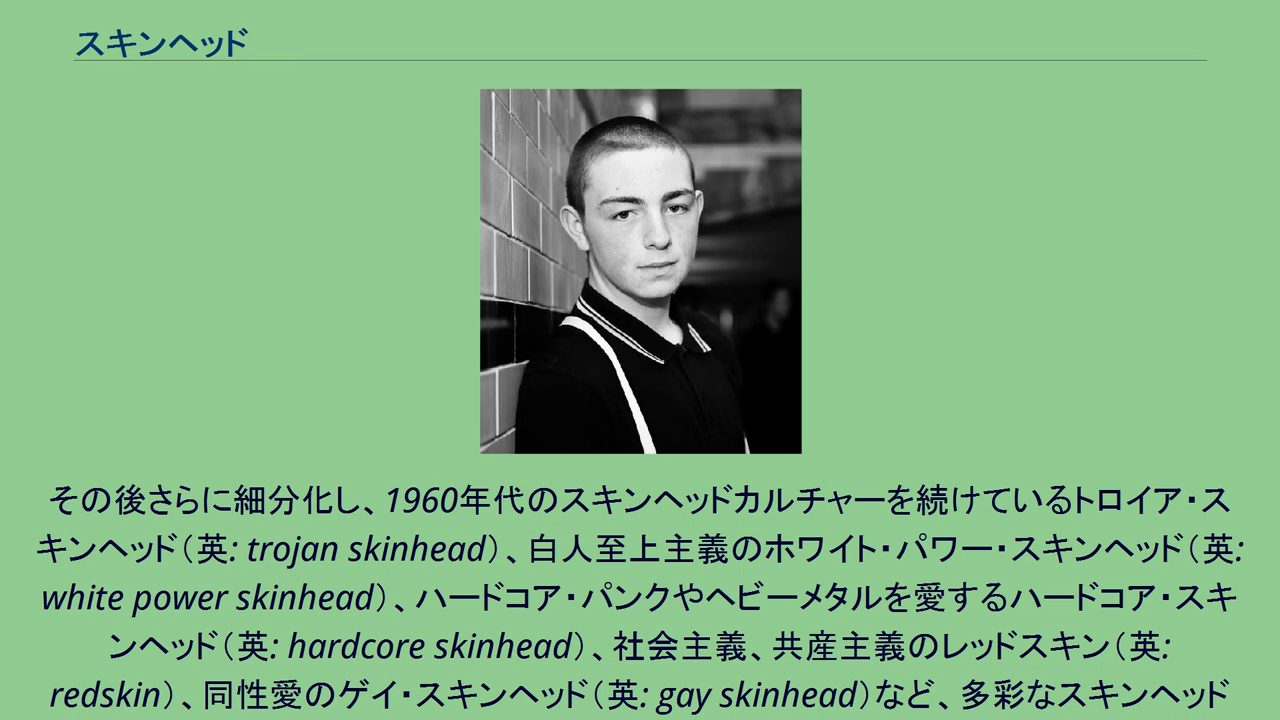 スキンヘッド
その後さらに細分化し、1960年代のスキンヘッドカルチャーを続けているトロイア・ス
キンヘッド（英: trojan skinhead）、白人至上主義のホワイト・パワー・スキンヘッド（英:
white power skinhead）、ハードコア・パンクやヘビーメタルを愛するハードコア・スキ
ンヘッド（英: hardcore skinhead）、社会主義、共産主義のレッドスキン（英:
redskin）、同性愛のゲイ・スキンヘッド（英: gay skinhead）など、多彩なスキンヘッド